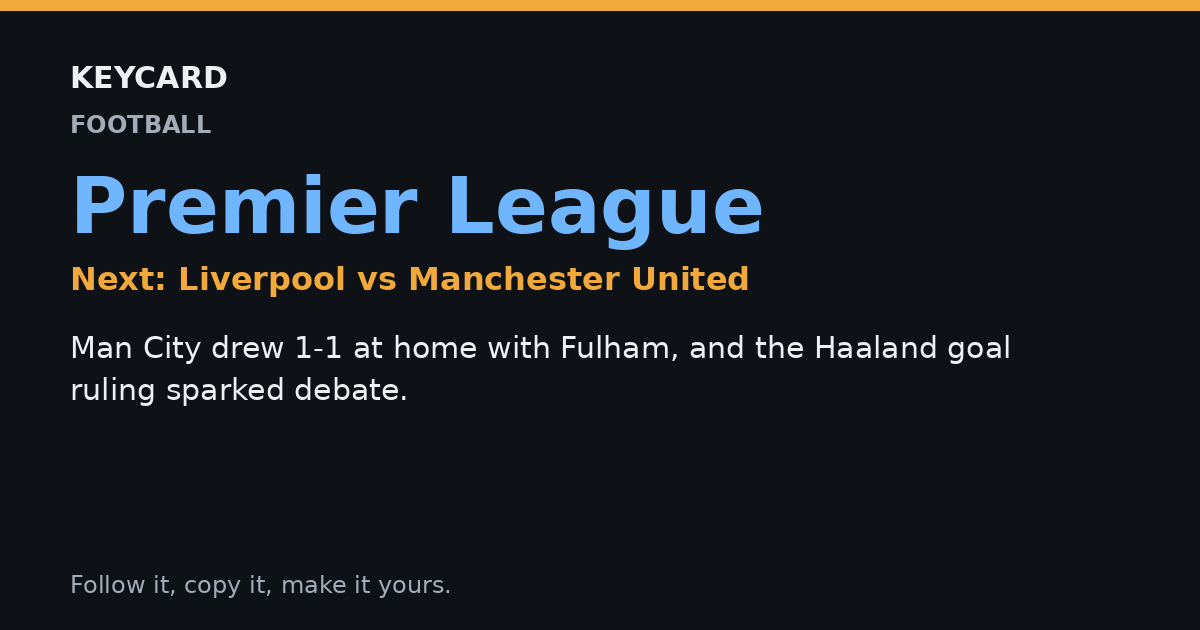 KEYCARD
FOOTBALL
Premier League
Next: Liverpool vs Manchester United
Man City drew 1-1 at home with Fulham, and the Haaland goal
ruling sparked debate.
Follow it, copy it, make it yours.